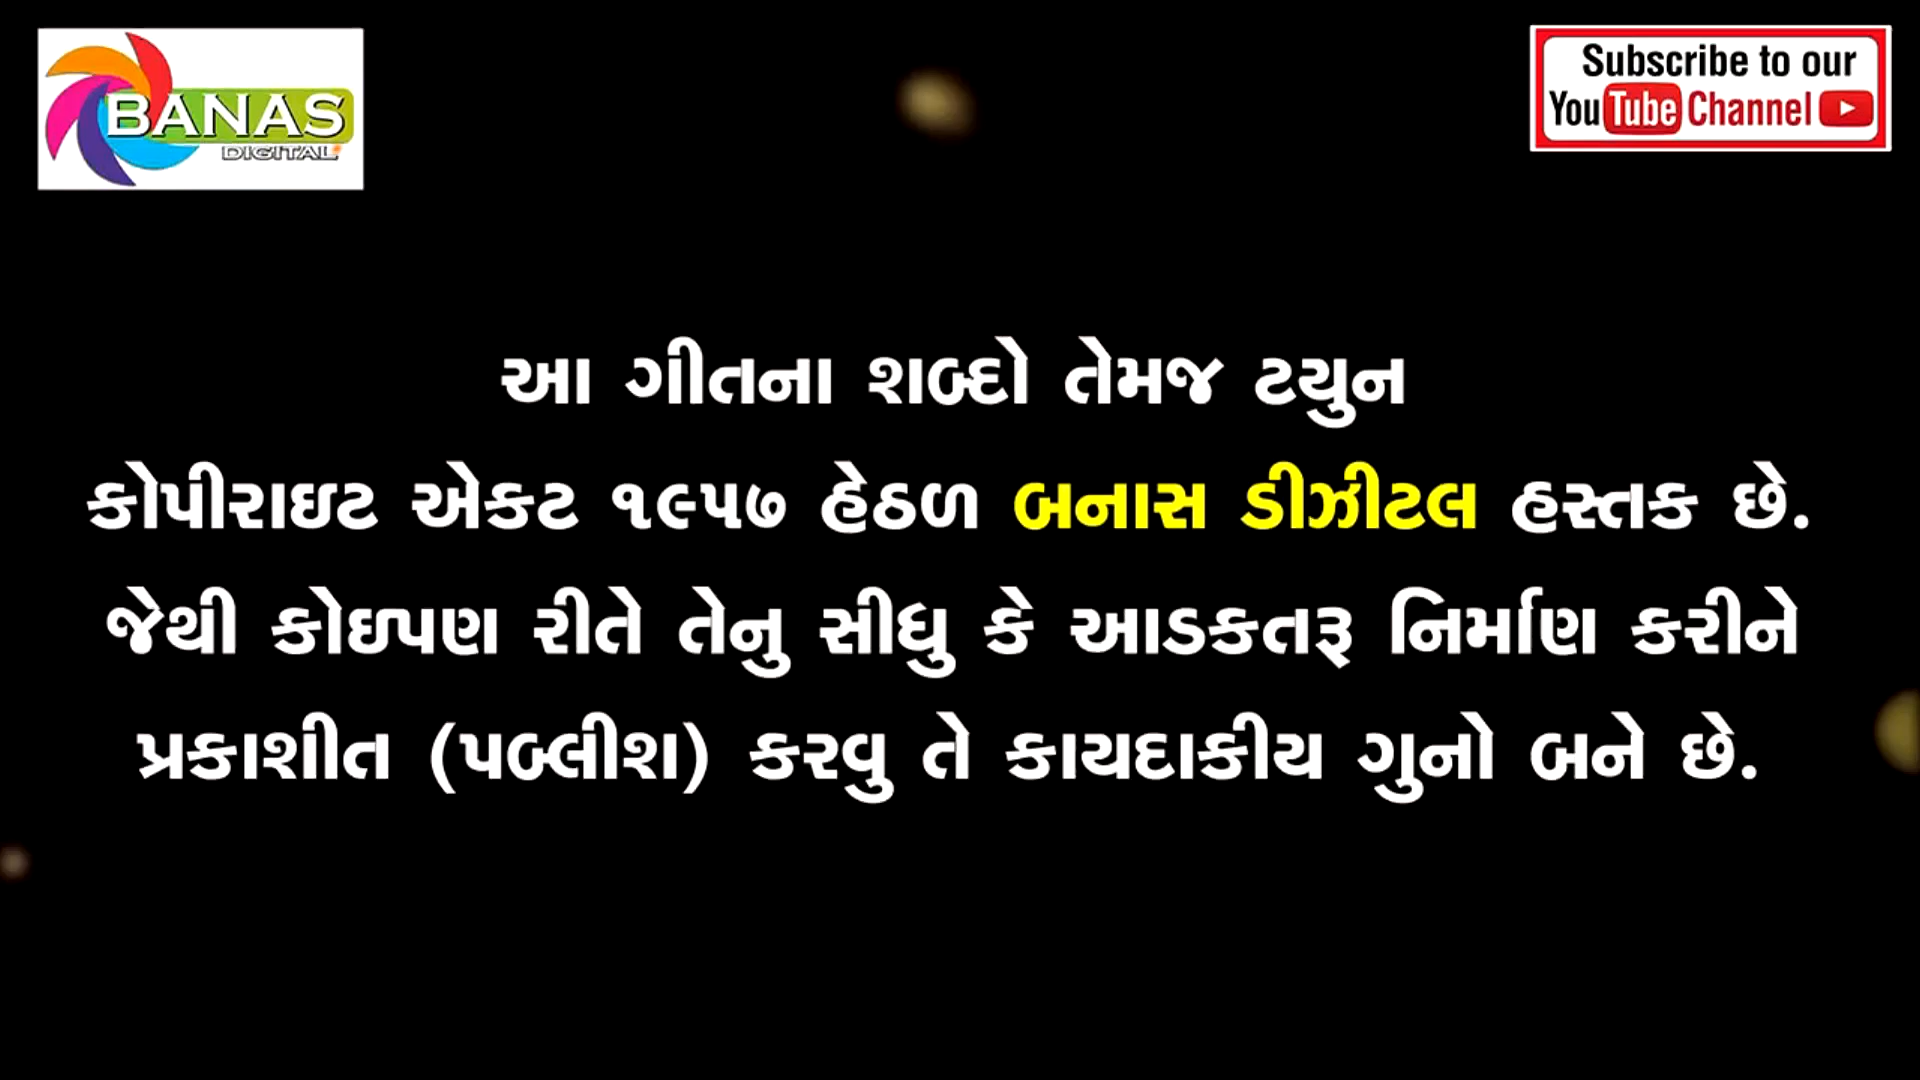 BANAS
DIGITAL
Subscribe to our
YouTube Channel
આ ગીતના શબ્દો તેમજ ટયુન
કોપીરાઇટ એકટ ૧૯૫૭ હેઠળ બનાસ ડીઝીટલ હસ્તક છે.
જેથી કોઇપણ રીતે તેનુ સીધુ કે આડકતરૂ નિર્માણ કરીને
પ્રકાશીત (પબ્લીશ) કરવુ તે કાયદાકીય ગુનો બને છે.